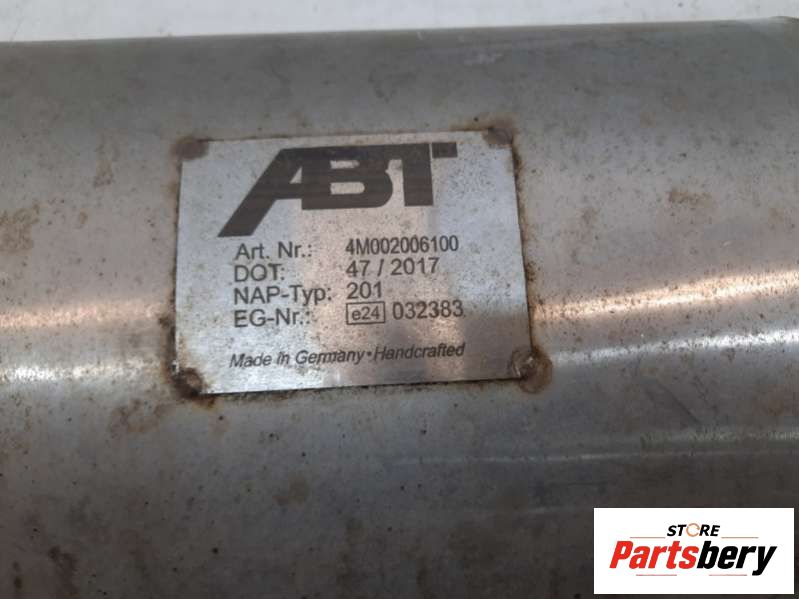 ABT
Art. Nr.: 4M002006100
DOT: 47 / 2017
NAP-Typ: 201
EG-Nr.: e24 032383
Made in Germany • Handcrafted
STORE
Partsbery